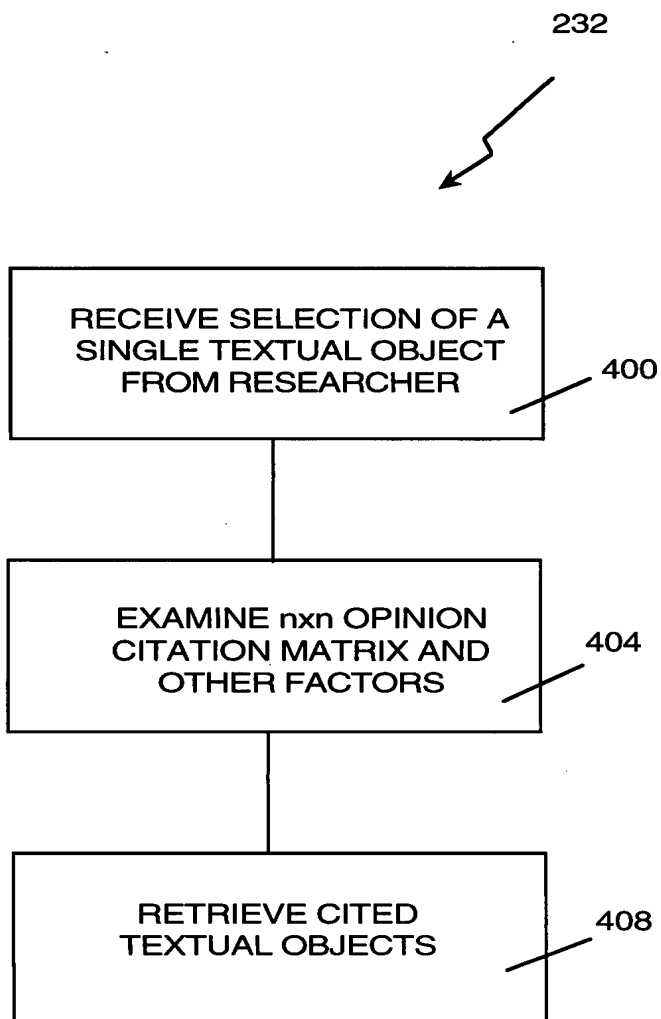 232
RECEIVE SELECTION OF A
SINGLE TEXTUAL OBJECT
FROM RESEARCHER
400
EXAMINE nxn OPINION
CITATION MATRIX AND
OTHER FACTORS
404
RETRIEVE CITED
TEXTUAL OBJECTS
408